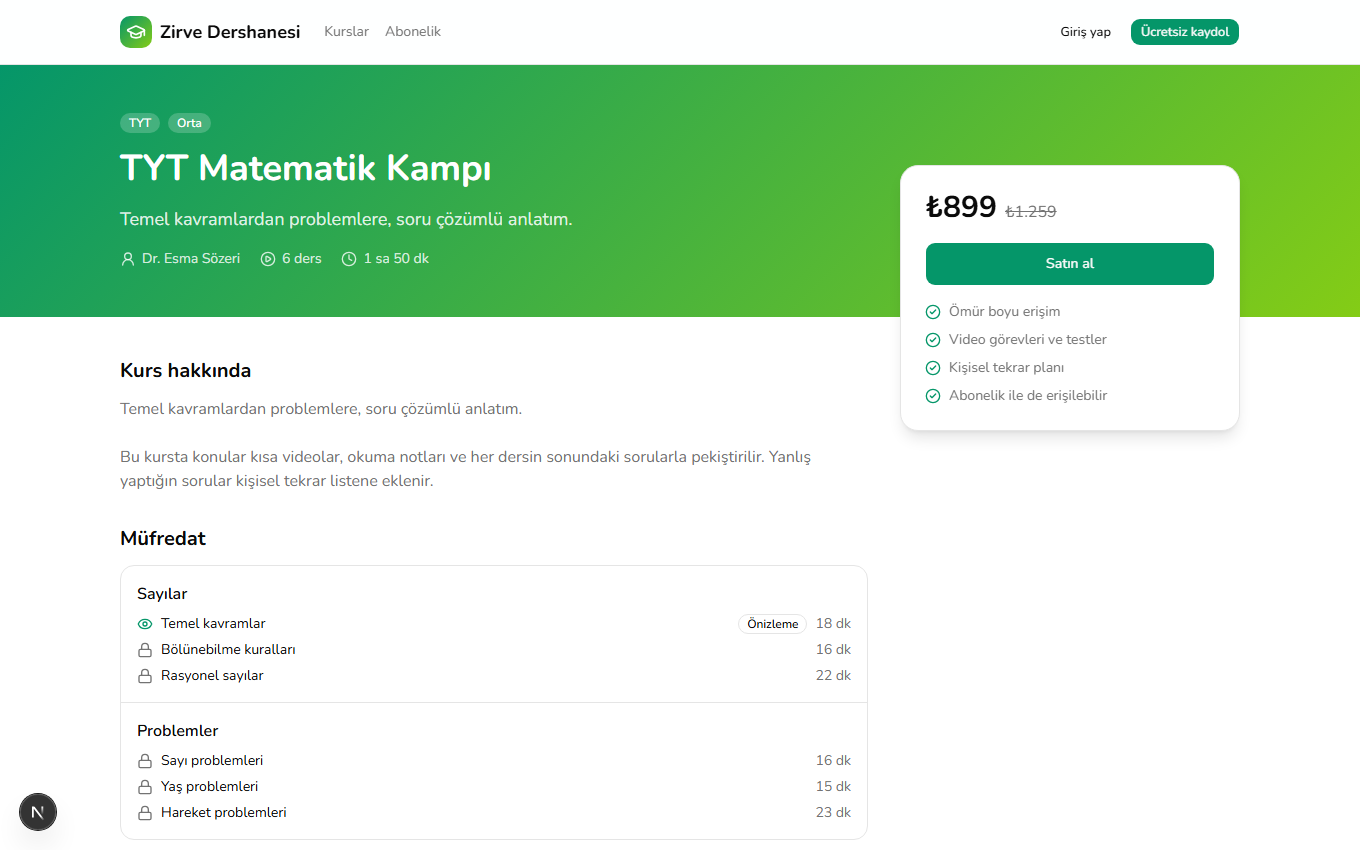 Zirve Dershanesi
Kurslar
Abonelik
Giriş yap
Ücretsiz kaydol
TYT
Orta
TYT Matematik Kampı
Temel kavramlardan problemlere, soru çözümlü anlatım.
Dr. Esma Sözeri
6 ders
1 sa 50 dk
₺899 ₺1.259
Satın al
Ömür boyu erişim
Video görevleri ve testler
Kişisel tekrar planı
Abonelik ile de erişilebilir
Kurs hakkında
Temel kavramlardan problemlere, soru çözümlü anlatım.
Bu kursta konular kısa videolar, okuma notları ve her dersin sonundaki sorularla pekiştirilir. Yanlış
yaptığın sorular kişisel tekrar listene eklenir.
Müfredat
Sayılar
Temel kavramlar Önizleme 18 dk
Bölünebilme kuralları 16 dk
Rasyonel sayılar 22 dk
Problemler
Sayı problemleri 16 dk
Yaş problemleri 15 dk
Hareket problemleri 23 dk
N